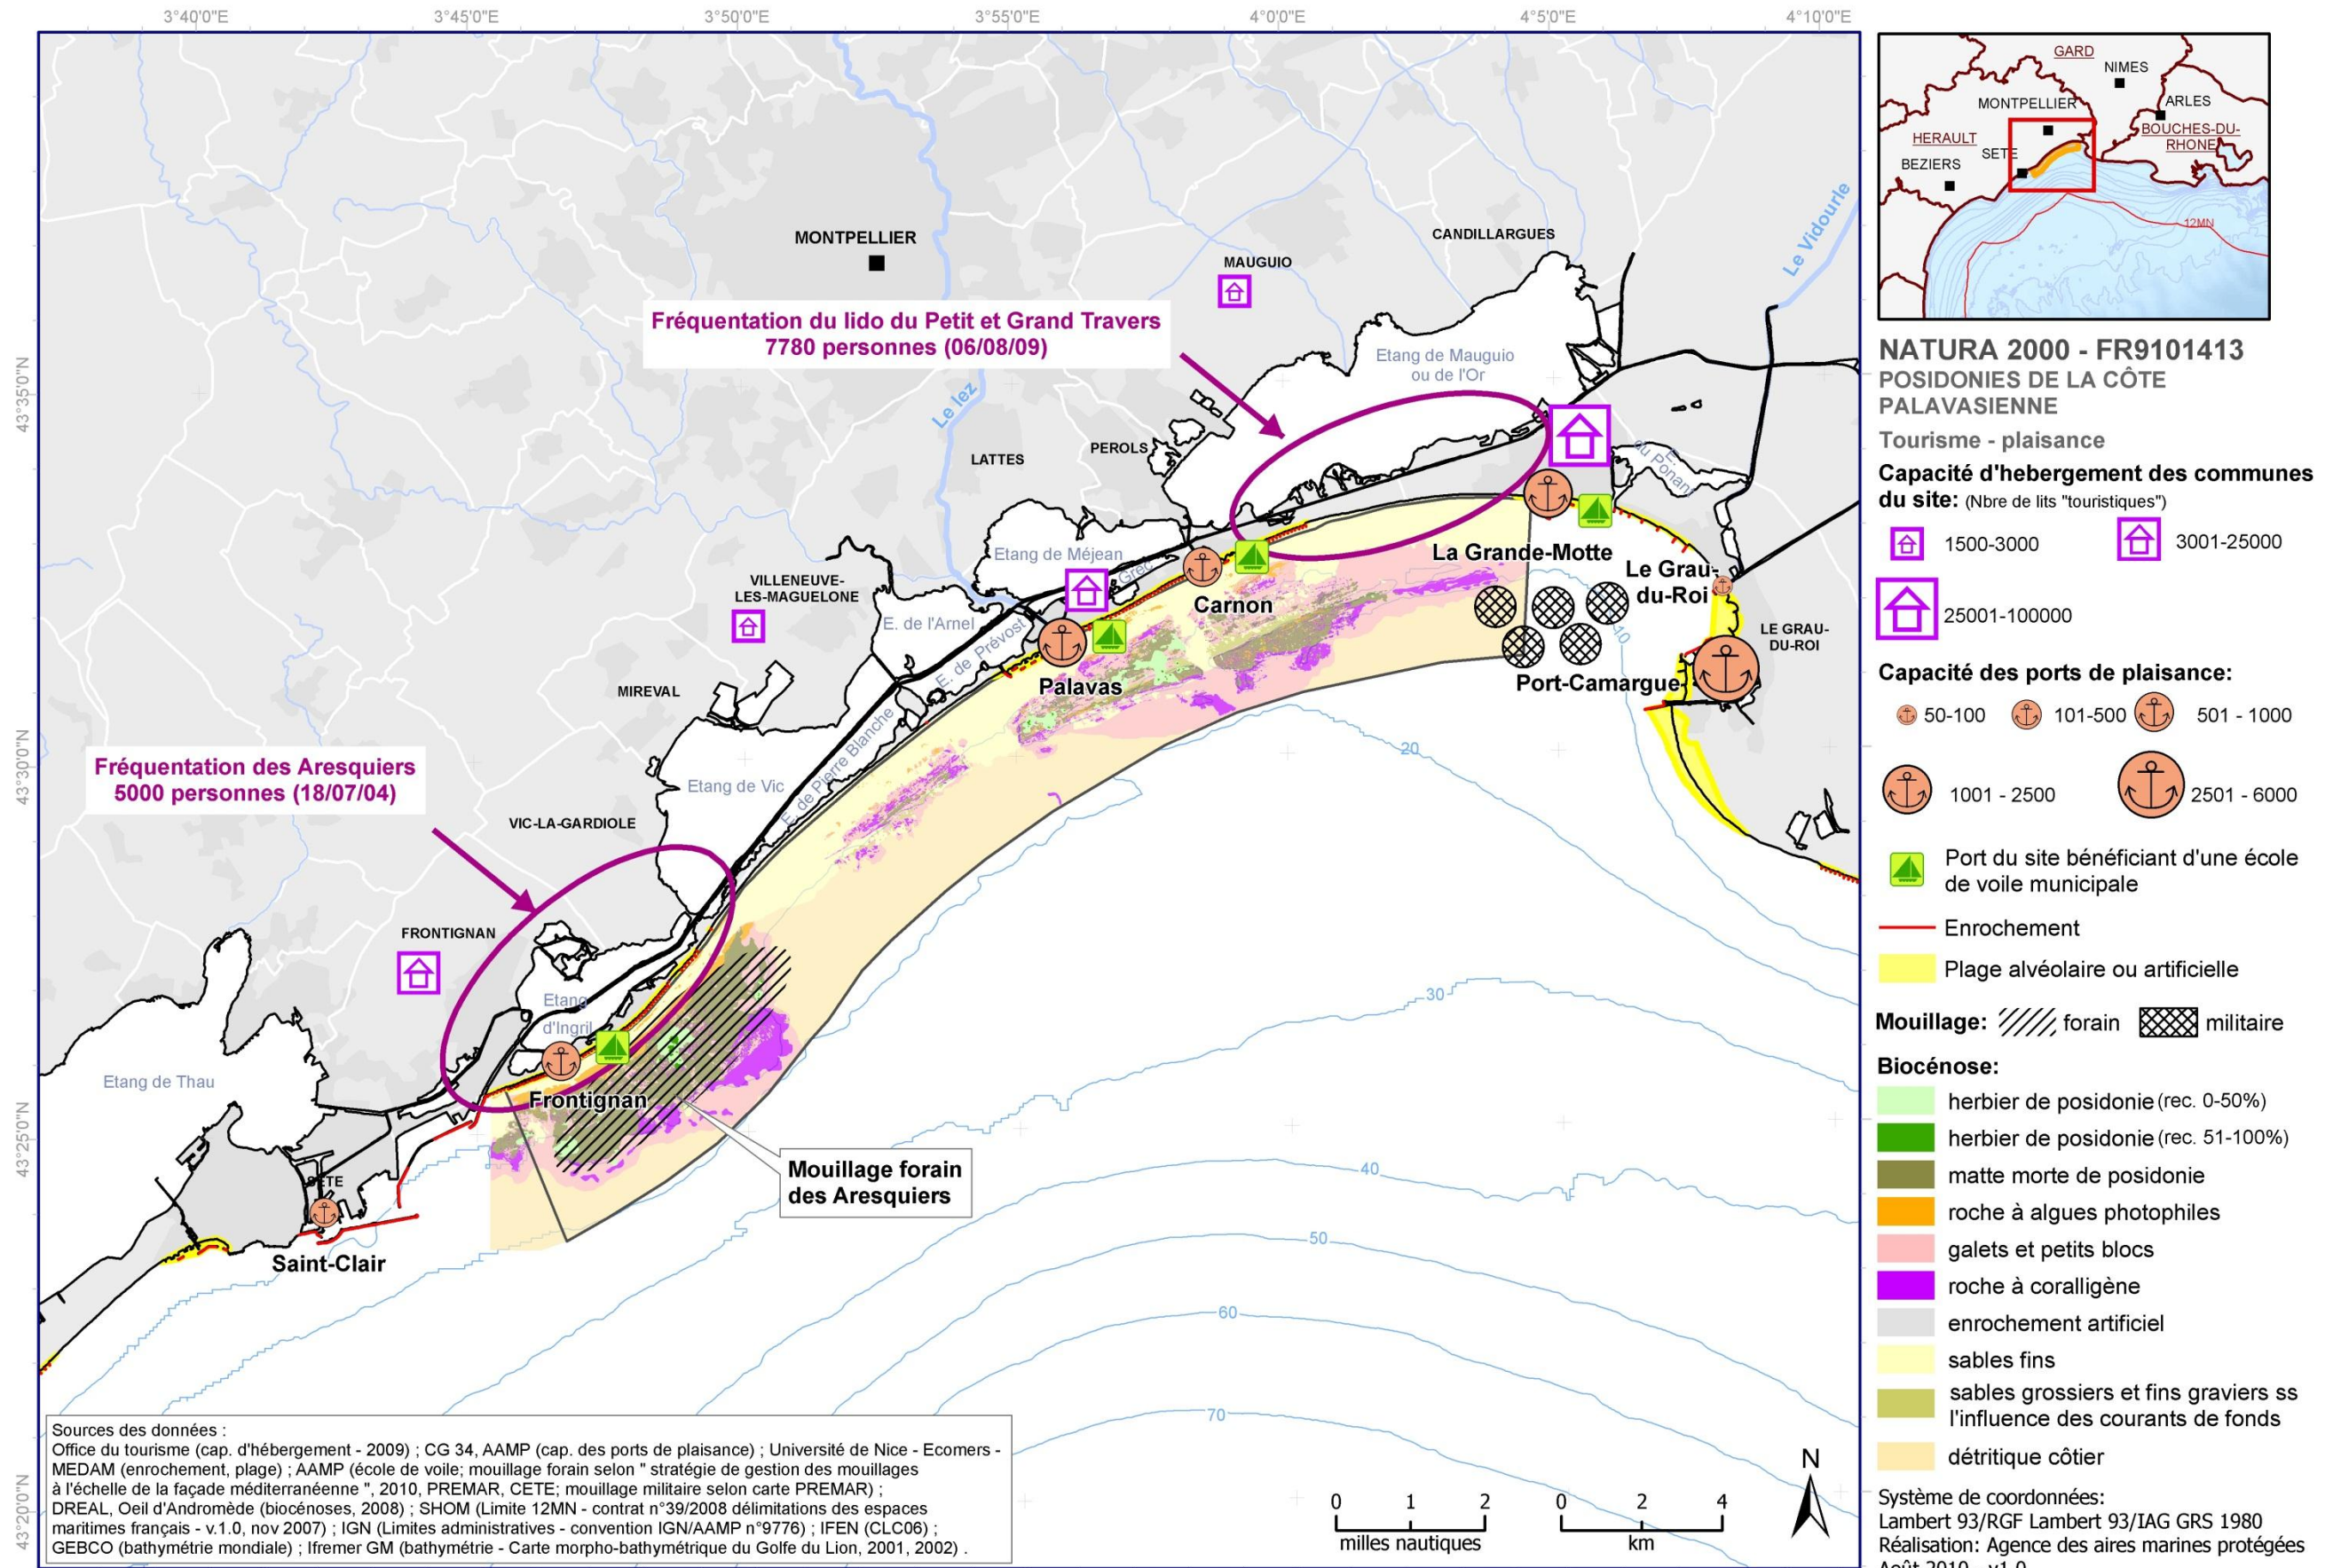 3°40'0"E
3°45'0"E
3°50'0"E
3°55'0"E
4°0'0"E
4°5'0"E
4°10'0"E
43°35'0"N
43°30'0"N
43°25'0"N
43°20'0"N
MONTPELLIER
CANDILLARGUES
MAUGUIO
Le Vidourle
Fréquentation du lido du Petit et Grand Travers
7780 personnes (06/08/09)
Etang de Mauguio
ou de l'Or
Le lez
PEROLS
LATTES
E.
du Ponant
Etang de Méjean
Grec
La Grande-Motte
Le Grau-
du-Roi
VILLENEUVE-
LES-MAGUELONE
Carnon
E. de l'Arnel
E. de Prévost
LE GRAU-
DU-ROI
10
MIREVAL
Palavas
Port-Camargue
E. de Pierre Blanche
20
Etang de Vic
Fréquentation des Aresquiers
5000 personnes (18/07/04)
VIC-LA-GARDIOLE
FRONTIGNAN
Etang
d'Ingril
30
Etang de Thau
Frontignan
Mouillage forain
des Aresquiers
40
SETE
Saint-Clair
50
60
70
Sources des données :
Office du tourisme (cap. d'hébergement - 2009) ; CG 34, AAMP (cap. des ports de plaisance) ; Université de Nice - Ecomers -
MEDAM (enrochement, plage) ; AAMP (école de voile; mouillage forain selon " stratégie de gestion des mouillages
à l'échelle de la façade méditerranéenne ", 2010, PREMAR, CETE; mouillage militaire selon carte PREMAR) ;
DREAL, Oeil d'Andromède (biocénoses, 2008) ; SHOM (Limite 12MN - contrat n°39/2008 délimitations des espaces
maritimes français - v.1.0, nov 2007) ; IGN (Limites administratives - convention IGN/AAMP n°9776) ; IFEN (CLC06) ;
GEBCO (bathymétrie mondiale) ; Ifremer GM (bathymétrie - Carte morpho-bathymétrique du Golfe du Lion, 2001, 2002) .
0 1 2
milles nautiques
0 2 4
km
N
GARD
NIMES
MONTPELLIER
ARLES
BOUCHES-DU-
RHONE
HERAULT
SETE
BEZIERS
12MN
NATURA 2000 - FR9101413
POSIDONIES DE LA CÔTE
PALAVASIENNE
Tourisme - plaisance
Capacité d'hebergement des communes
du site: (Nbre de lits "touristiques")
1500-3000
3001-25000
25001-100000
Capacité des ports de plaisance:
50-100
101-500
501 - 1000
1001 - 2500
2501 - 6000
Port du site bénéficiant d'une école
de voile municipale
Enrochement
Plage alvéolaire ou artificielle
Mouillage: forain militaire
Biocénose:
herbier de posidonie (rec. 0-50%)
herbier de posidonie (rec. 51-100%)
matte morte de posidonie
roche à algues photophiles
galets et petits blocs
roche à coralligène
enrochement artificiel
sables fins
sables grossiers et fins graviers ss
l'influence des courants de fonds
détritique côtier
Système de coordonnées:
Lambert 93/RGF Lambert 93/IAG GRS 1980
Réalisation: Agence des aires marines protégées
Août 2010 - v1.0